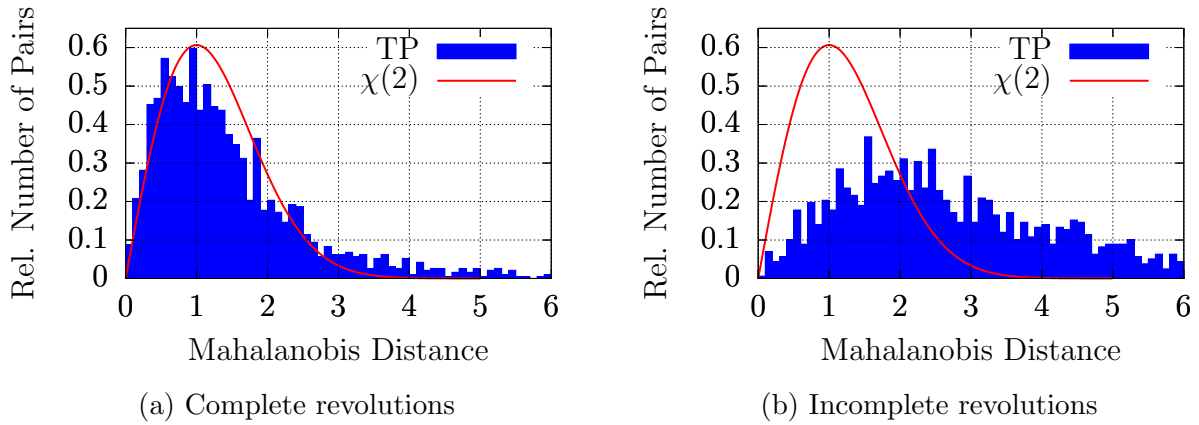 Rel. Number of Pairs
0.6
0.5
0.4
0.3
0.2
0.1
0
0 1 2 3 4 5 6
Mahalanobis Distance
TP
χ(2)
(a) Complete revolutions
Rel. Number of Pairs
0.6
0.5
0.4
0.3
0.2
0.1
0
0 1 2 3 4 5 6
Mahalanobis Distance
TP
χ(2)
(b) Incomplete revolutions